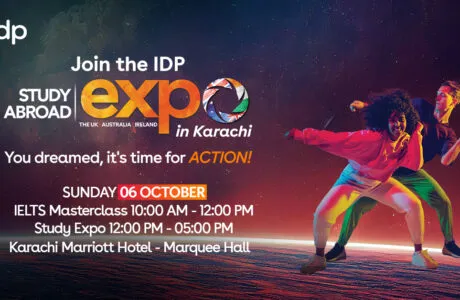 dp
Join the IDP
STUDY ABROAD
expo
THE UK AUSTRALIA IRELAND
in Karachi
You dreamed, it's time for ACTION!
SUNDAY 06 OCTOBER
IELTS Masterclass 10:00 AM - 12:00 PM
Study Expo 12:00 PM - 05:00 PM
Karachi Marriott Hotel - Marquee Hall